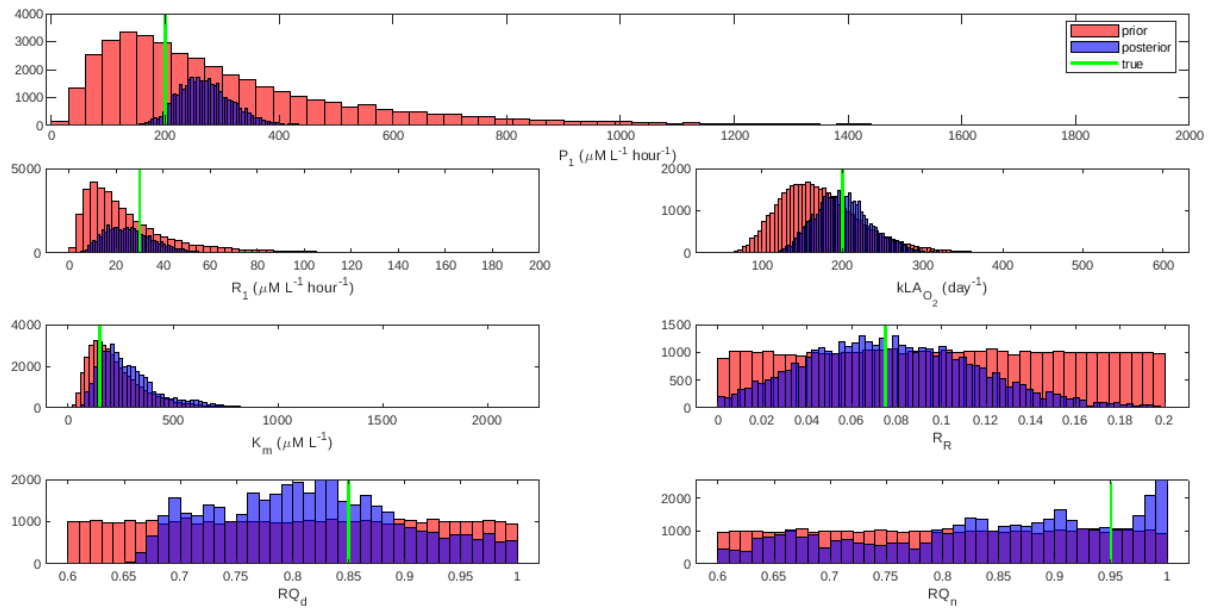 4000
3000
2000
1000
0
prior
posterior
true
0 200 400 600 800 1000 1200 1400 1600 1800 2000
P₁ (μM L⁻¹ hour⁻¹)
5000
0
0 20 40 60 80 100 120 140 160 180 200
R₁ (μM L⁻¹ hour⁻¹)
2000
1000
0
100 200 300 400 500 600
kLA_O₂ (day⁻¹)
4000
2000
0
0 500 1000 1500 2000
K_m (μM L⁻¹)
1500
1000
500
0
0 0.02 0.04 0.06 0.08 0.1 0.12 0.14 0.16 0.18 0.2
R_R
2000
1000
0
0.6 0.65 0.7 0.75 0.8 0.85 0.9 0.95 1
RQ_d
2000
1000
0
0.6 0.65 0.7 0.75 0.8 0.85 0.9 0.95 1
RQ_n